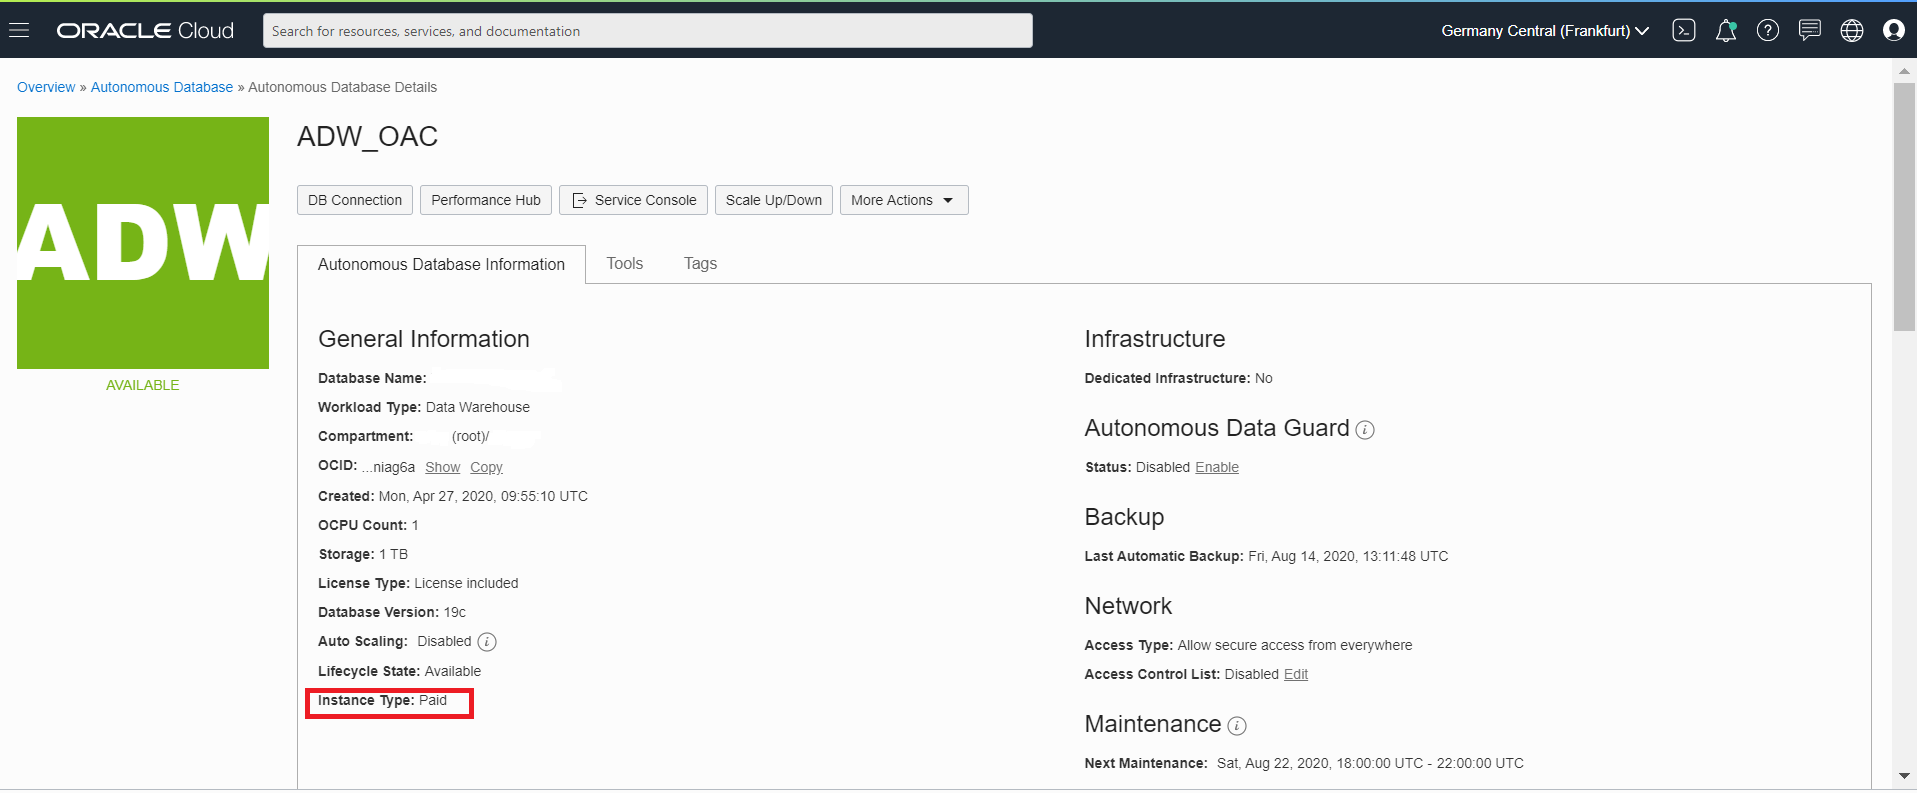 ORACLE Cloud
Search for resources, services, and documentation
Germany Central (Frankfurt)
Overview » Autonomous Database » Autonomous Database Details
ADW
AVAILABLE
ADW_OAC
DB Connection
Performance Hub
Service Console
Scale Up/Down
More Actions
Autonomous Database Information
Tools
Tags
General Information
Database Name:
Workload Type: Data Warehouse
Compartment: (root)/
OCID: ...niag6a Show Copy
Created: Mon, Apr 27, 2020, 09:55:10 UTC
OCPU Count: 1
Storage: 1 TB
License Type: License included
Database Version: 19c
Auto Scaling: Disabled
Lifecycle State: Available
Instance Type: Paid
Infrastructure
Dedicated Infrastructure: No
Autonomous Data Guard
Status: Disabled Enable
Backup
Last Automatic Backup: Fri, Aug 14, 2020, 13:11:48 UTC
Network
Access Type: Allow secure access from everywhere
Access Control List: Disabled Edit
Maintenance
Next Maintenance: Sat, Aug 22, 2020, 18:00:00 UTC - 22:00:00 UTC